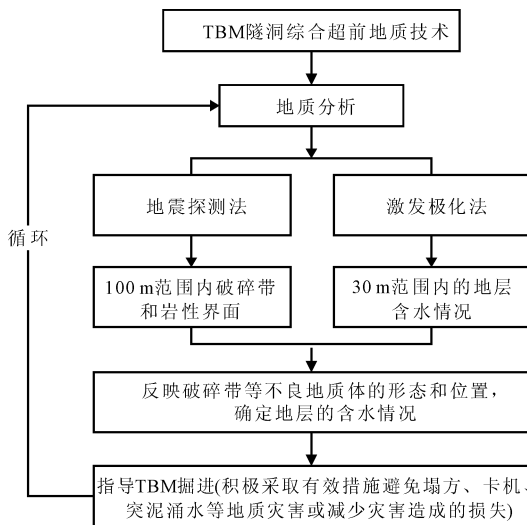 TBM隧洞综合超前地质技术
地质分析
地震探测法
激发极化法
循环
100 m范围内破碎带
和岩性界面
30 m范围内的地层
含水情况
反映破碎带等不良地质体的形态和位置，
确定地层的含水情况
指导TBM掘进(积极采取有效措施避免塌方、卡机、
突泥涌水等地质灾害或减少灾害造成的损失)